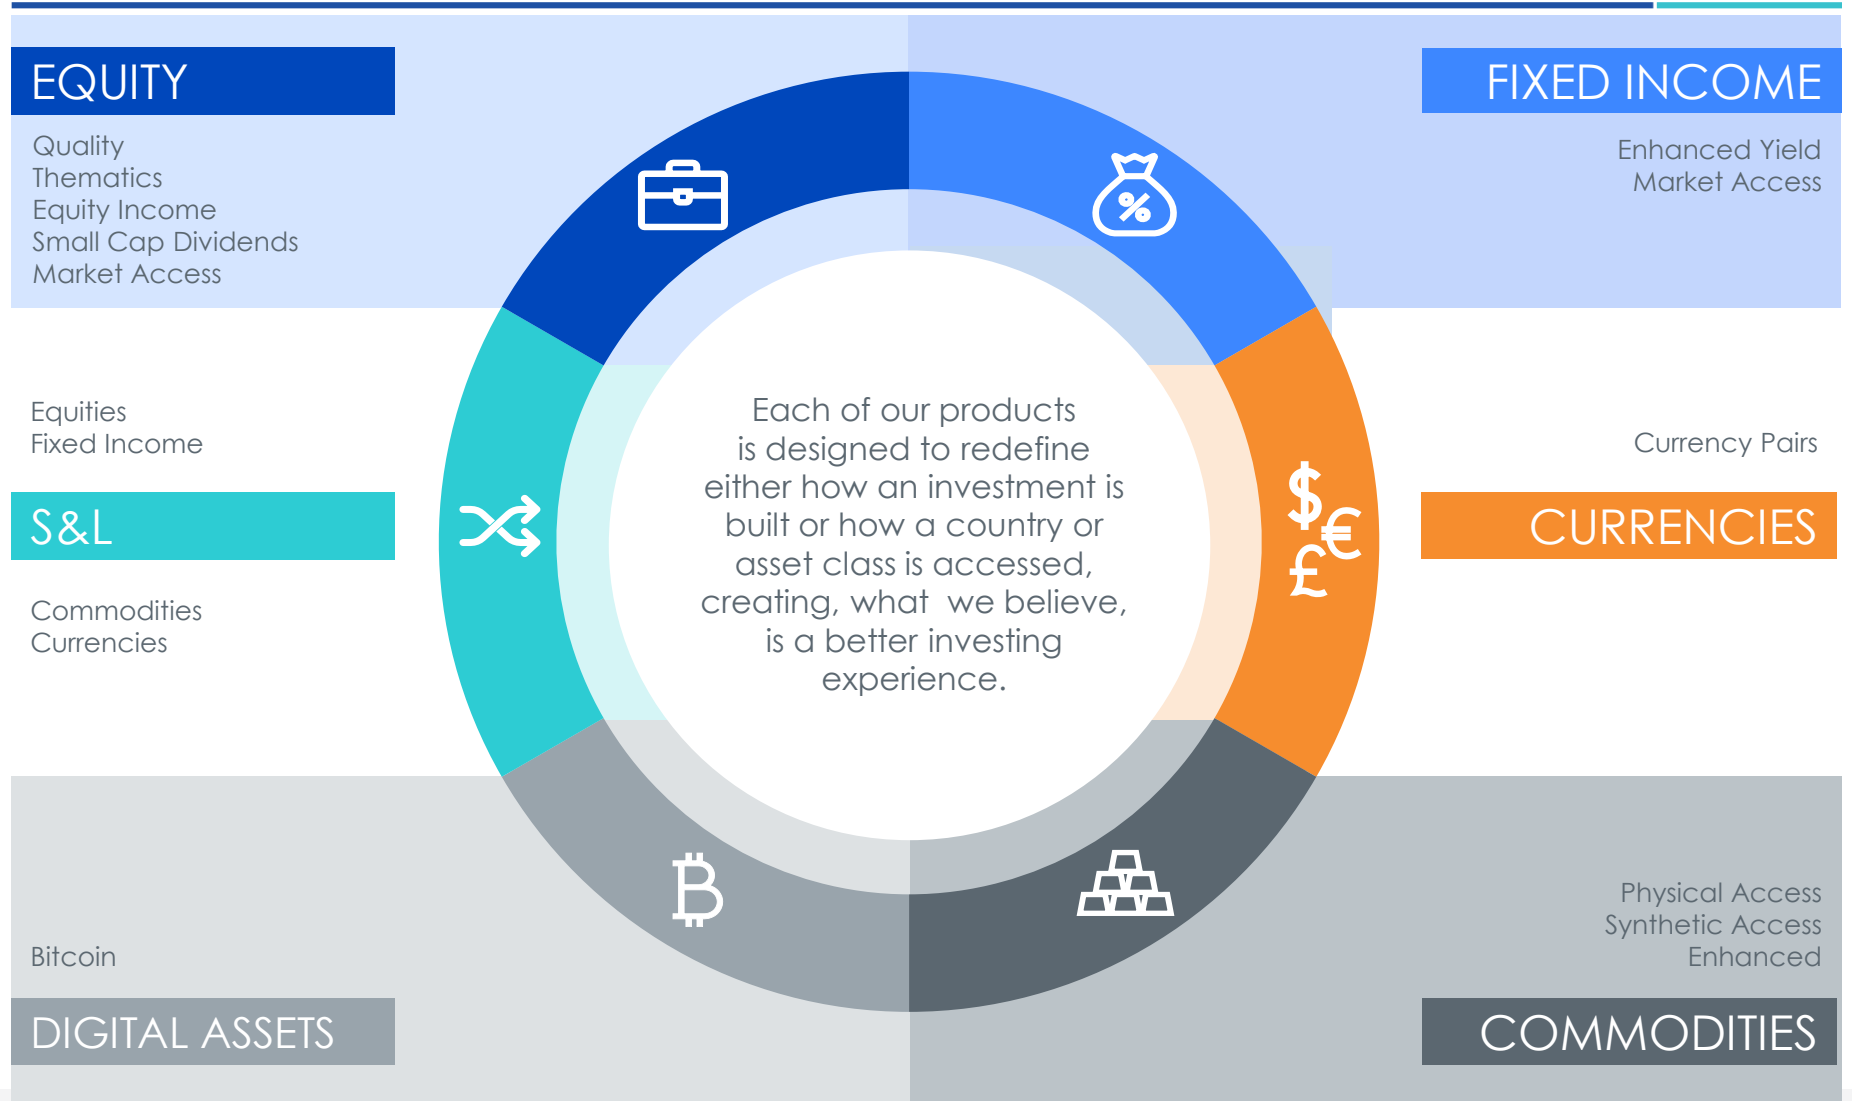 EQUITY
Quality
Thematics
Equity Income
Small Cap Dividends
Market Access
FIXED INCOME
Enhanced Yield
Market Access
Equities
Fixed Income
S&L
Commodities
Currencies
Each of our products
is designed to redefine
either how an investment is
built or how a country or
asset class is accessed,
creating, what we believe,
is a better investing
experience.
Currency Pairs
CURRENCIES
Bitcoin
DIGITAL ASSETS
Physical Access
Synthetic Access
Enhanced
COMMODITIES